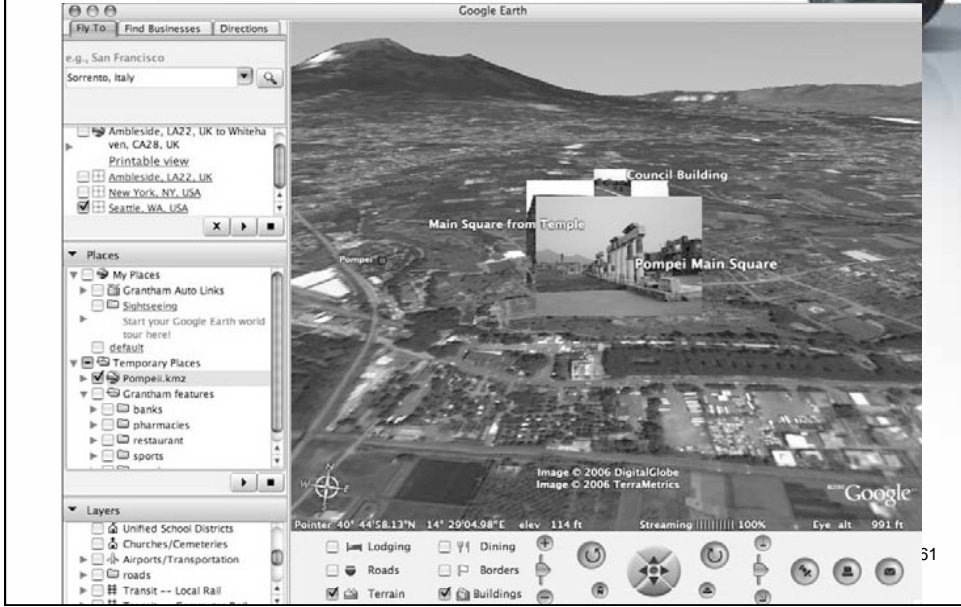 Google Earth
Fly To
Find Businesses
Directions
e.g., San Francisco
Sorrento, Italy
Ambleside, LA22, UK to Whiteha
ven, CA28, UK
Printable view
Ambleside, LA22, UK
New York, NY, USA
Seattle, WA, USA
Places
My Places
Grantham Auto Links
Sightseeing
Start your Google Earth world
tour here!
default
Temporary Places
Pompeii.kmz
Grantham features
banks
pharmacies
restaurant
sports
Layers
Unified School Districts
Churches/Cemeteries
Airports/Transportation
roads
Transit -- Local Rail
Council Building
Main Square from Temple
Pompei
Pompei Main Square
W
E
Image © 2006 DigitalGlobe
Image © 2006 TerraMetrics
Google
Pointer 40° 44'58.13"N 14° 29'04.98"E elev 114 ft Streaming 100% Eye alt 991 ft
Lodging
Dining
Roads
Borders
Terrain
Buildings
61